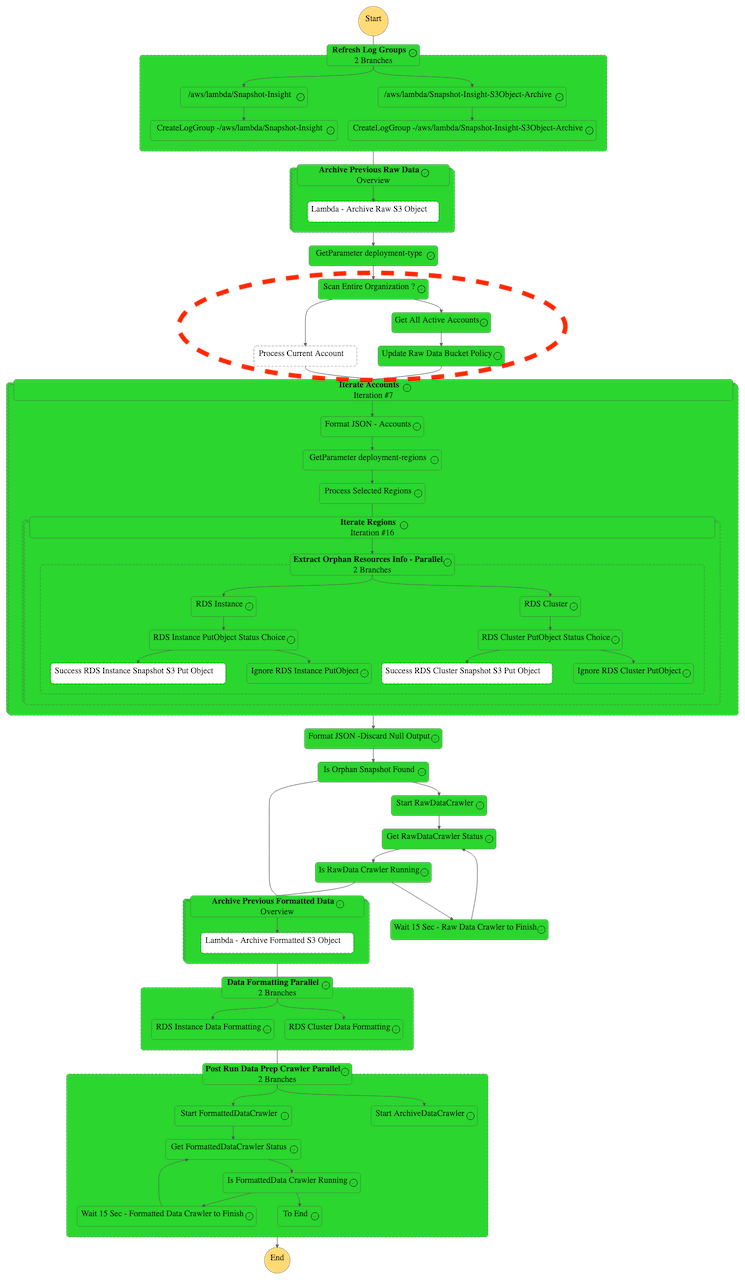 Start
Refresh Log Groups
2 Branches
/aws/lambda/Snapshot-Insight
/aws/lambda/Snapshot-Insight-S3Object-Archive
CreateLogGroup -/aws/lambda/Snapshot-Insight
CreateLogGroup -/aws/lambda/Snapshot-Insight-S3Object-Archive
Archive Previous Raw Data
Overview
Lambda - Archive Raw S3 Object
GetParameter deployment-type
Scan Entire Organization ?
Get All Active Accounts
Process Current Account
Update Raw Data Bucket Policy
Iterate Accounts
Iteration #7
Format JSON - Accounts
GetParameter deployment-regions
Process Selected Regions
Iterate Regions
Iteration #16
Extract Orphan Resources Info - Parallel
2 Branches
RDS Instance
RDS Cluster
RDS Instance PutObject Status Choice
RDS Cluster PutObject Status Choice
Success RDS Instance Snapshot S3 Put Object
Ignore RDS Instance PutObject
Success RDS Cluster Snapshot S3 Put Object
Ignore RDS Cluster PutObject
Format JSON -Discard Null Output
Is Orphan Snapshot Found
Start RawDataCrawler
Get RawDataCrawler Status
Is RawData Crawler Running
Archive Previous Formatted Data
Overview
Wait 15 Sec - Raw Data Crawler to Finish
Lambda - Archive Formatted S3 Object
Data Formatting Parallel
2 Branches
RDS Instance Data Formatting
RDS Cluster Data Formatting
Post Run Data Prep Crawler Parallel
2 Branches
Start FormattedDataCrawler
Start ArchiveDataCrawler
Get FormattedDataCrawler Status
Is FormattedData Crawler Running
Wait 15 Sec - Formatted Data Crawler to Finish
To End
End